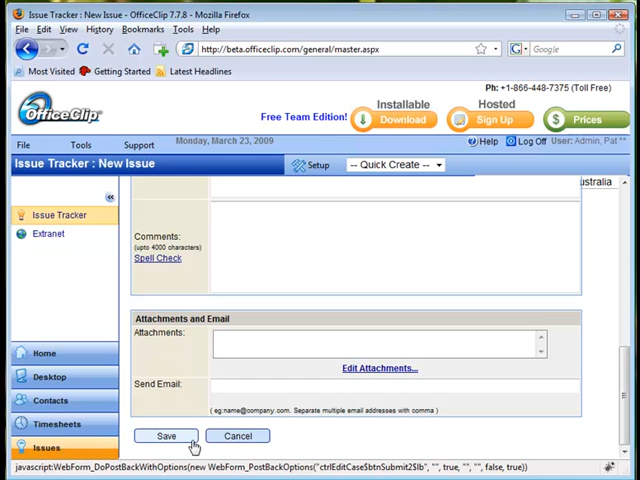 Issue Tracker : New Issue - OfficeClip 7.7.8 - Mozilla Firefox
File Edit View History Bookmarks Tools Help
http://beta.officeclip.com/general/master.aspx
Google
Most Visited Getting Started Latest Headlines
Ph: +1-866-448-7375 (Toll Free)
OfficeClip
Free Team Edition!
Installable
Download
Hosted
Sign Up
$ Prices
File Tools Support
Monday, March 23, 2009
Help Log Off User: Admin, Pat **
Issue Tracker : New Issue
Setup
-- Quick Create --
ustralia
Issue Tracker
Extranet
Comments:
(upto 4000 characters)
Spell Check
Attachments and Email
Attachments:
Edit Attachments...
Send Email:
( eg:name@company.com. Separate multiple email addresses with comma )
Save Cancel
Home
Desktop
Contacts
Timesheets
Issues
javascript:WebForm_DoPostBackWithOptions(new WebForm_PostBackOptions("ctrlEditCase$btnSubmit2$lb", "", true, "", "", false, true))